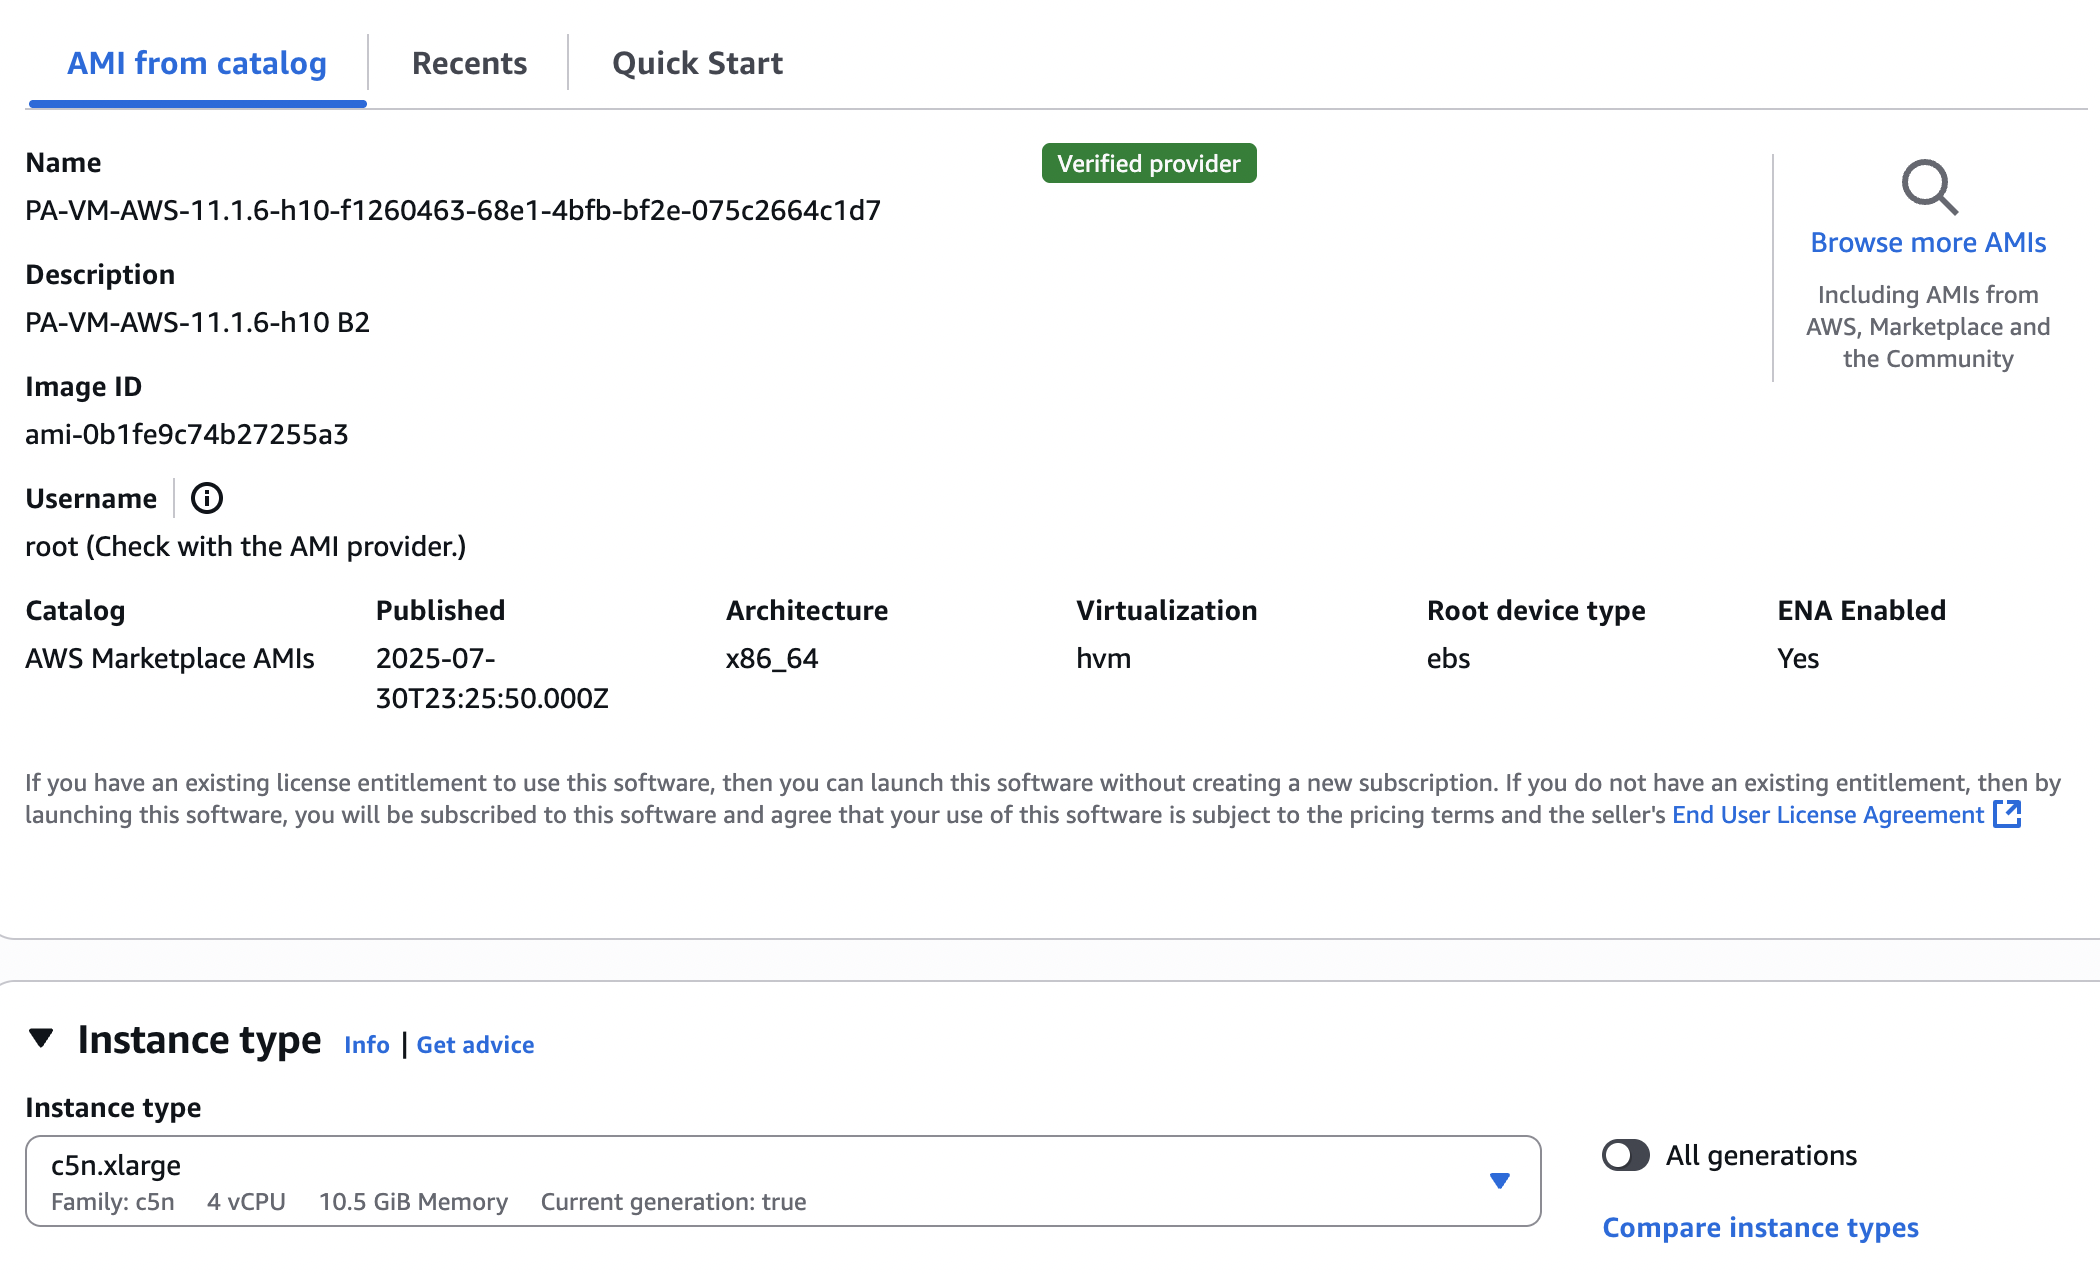 AMI from catalog
Recents
Quick Start
Name
Verified provider
PA-VM-AWS-11.1.6-h10-f1260463-68e1-4bfb-bf2e-075c2664c1d7
Description
PA-VM-AWS-11.1.6-h10 B2
Image ID
ami-0b1fe9c74b27255a3
Username
root (Check with the AMI provider.)
Browse more AMIs
Including AMIs from
AWS, Marketplace and
the Community
Catalog
AWS Marketplace AMIs
Published
2025-07-
30T23:25:50.000Z
Architecture
x86_64
Virtualization
hvm
Root device type
ebs
ENA Enabled
Yes
If you have an existing license entitlement to use this software, then you can launch this software without creating a new subscription. If you do not have an existing entitlement, then by
launching this software, you will be subscribed to this software and agree that your use of this software is subject to the pricing terms and the seller's End User License Agreement
Instance type
Info | Get advice
Instance type
c5n.xlarge
Family: c5n 4 vCPU 10.5 GiB Memory Current generation: true
All generations
Compare instance types